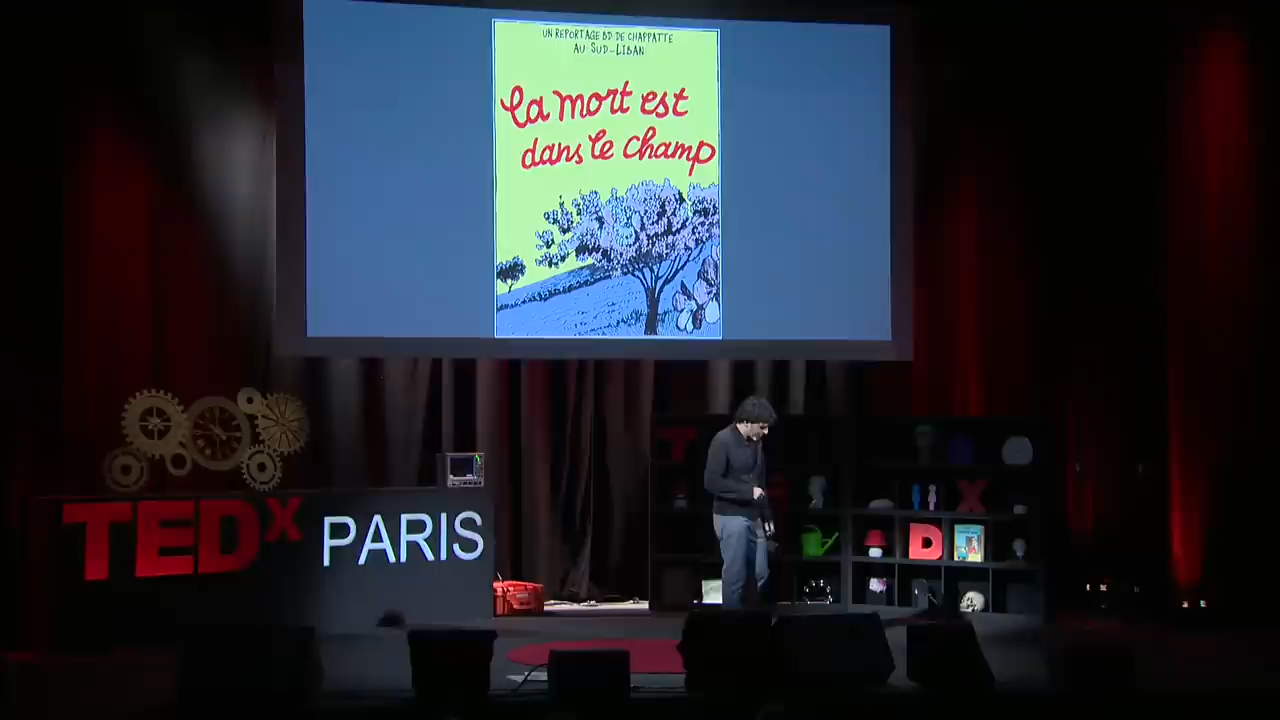 UN REPORTAGE BD DE CHAPPATTE
AU SUD-LIBAN
La mort est
dans le champ
TEDx
PARIS
T
X
D